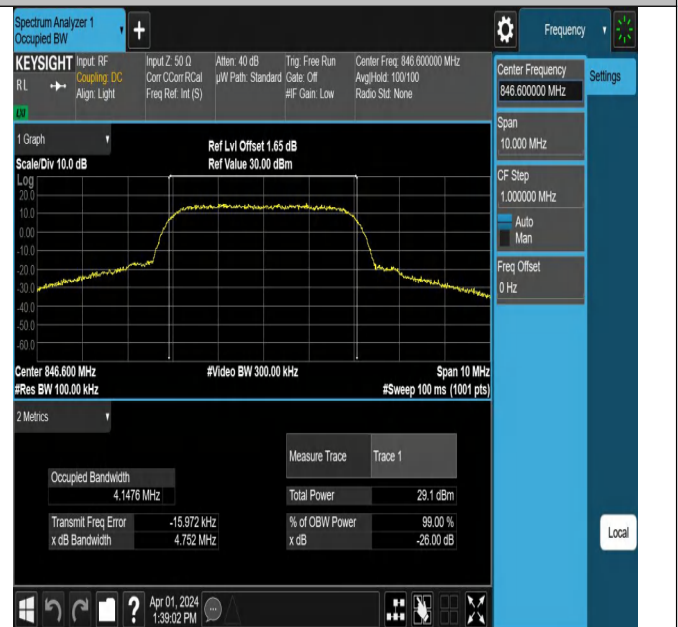 Spectrum Analyzer 1
Occupied BW
+
Frequency
KEYSIGHT Input: RF Input Z: 50 Ω Atten: 40 dB Trig: Free Run Center Freq: 846.600000 MHz
RL Coupling: DC Corr CCorr RCal µW Path: Standard Gate: Off Avg|Hold: 100/100
Align: Light Freq Ref: Int (S) #IF Gain: Low Radio Std: None
LXI
Center Frequency
846.600000 MHz
Settings
Span
10.000 MHz
CF Step
1.000000 MHz
Auto
Man
Freq Offset
0 Hz
Local
1 Graph
Ref Lvl Offset 1.65 dB
Scale/Div 10.0 dB Ref Value 30.00 dBm
Log
20.0
10.0
0.00
-10.0
-20.0
-30.0
-40.0
-50.0
-60.0
Center 846.600 MHz #Video BW 300.00 kHz Span 10 MHz
#Res BW 100.00 kHz #Sweep 100 ms (1001 pts)
2 Metrics
Measure Trace Trace 1
Occupied Bandwidth
4.1476 MHz
Total Power 29.1 dBm
Transmit Freq Error -15.972 kHz % of OBW Power 99.00 %
x dB Bandwidth 4.752 MHz x dB -26.00 dB
? Apr 01, 2024
1:39:02 PM